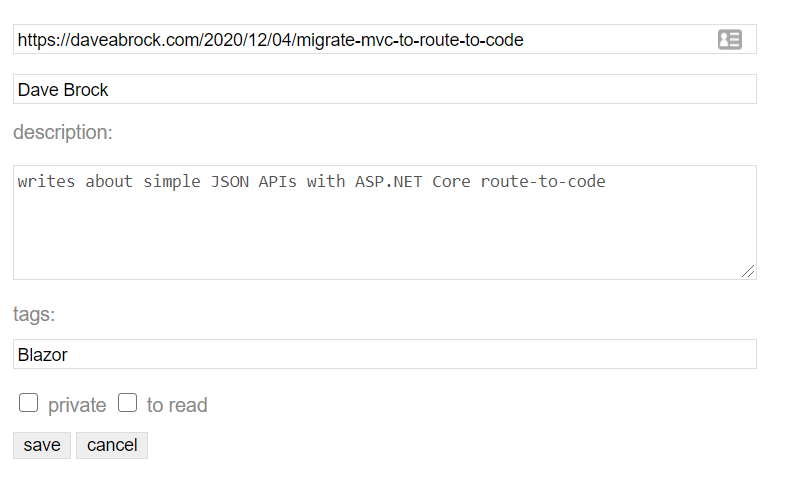 https://daveabrock.com/2020/12/04/migrate-mvc-to-route-to-code
Dave Brock
description:
writes about simple JSON APIs with ASP.NET Core route-to-code
tags:
Blazor
private to read
save cancel